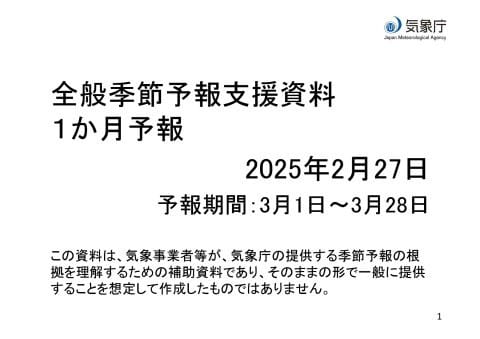 気象庁
Japan Meteorological Agency
全般季節予報支援資料
１か月予報
2025年2月27日
予報期間：3月1日～3月28日
この資料は、気象事業者等が、気象庁の提供する季節予報の根
拠を理解するための補助資料であり、そのままの形で一般に提供
することを想定して作成したものではありません。
1